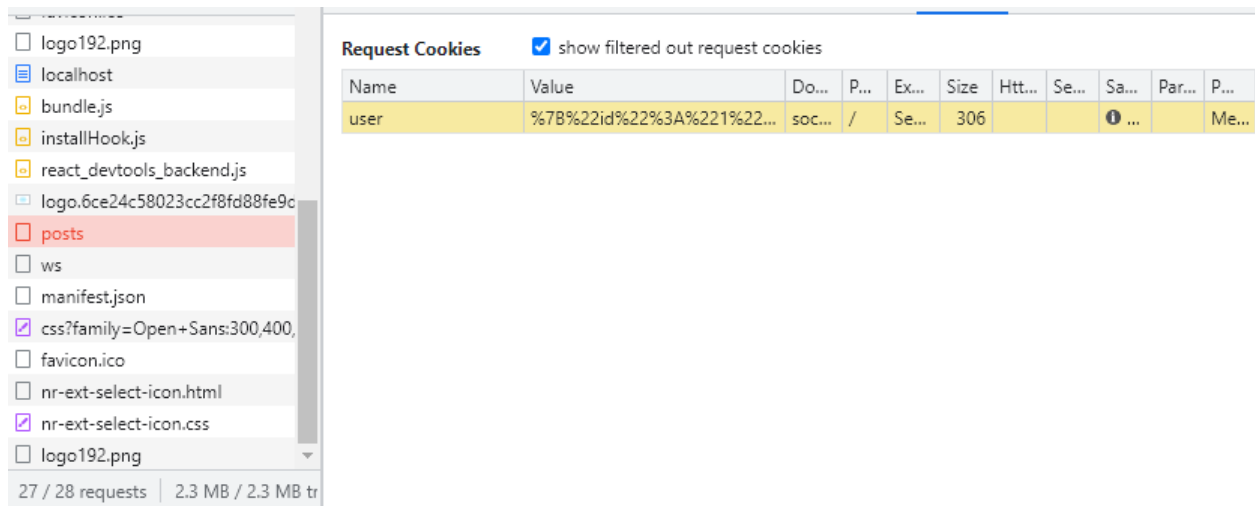 logo192.png
localhost
bundle.js
installHook.js
react_devtools_backend.js
logo.6ce24c58023cc2f8fd88fe9d
posts
ws
manifest.json
css?family=Open+Sans:300,400,
favicon.ico
nr-ext-select-icon.html
nr-ext-select-icon.css
logo192.png
27 / 28 requests 2.3 MB / 2.3 MB tr
Request Cookies show filtered out request cookies
Name Value Do... P... Ex... Size Htt... Se... Sa... Par... P...
user %7B%22id%22%3A%221%22... soc... / Se... 306 ... Me...